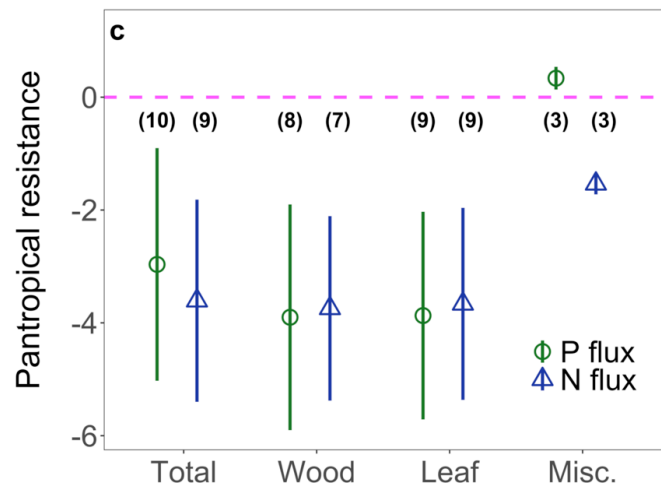 c
Pantropical resistance
0
-2
-4
-6
(10) (9) (8) (7) (9) (9) (3) (3)
P flux
N flux
Total Wood Leaf Misc.